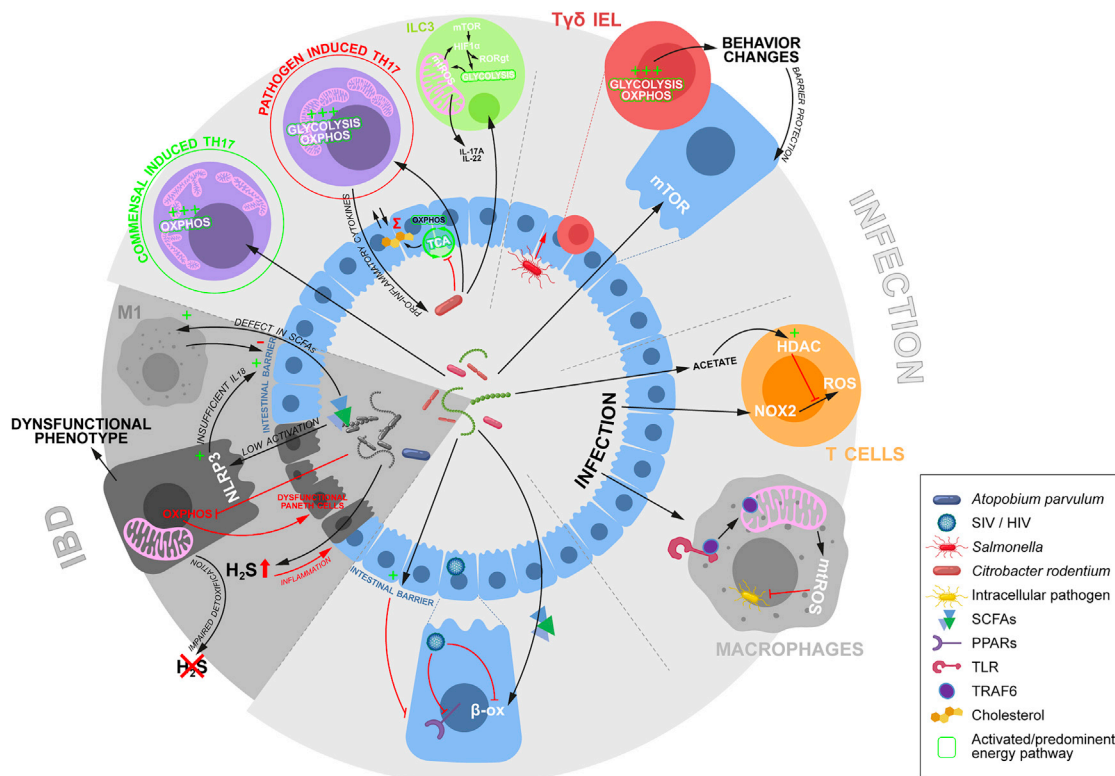 ILC3
mTOR
HIF1α
RORgt
mtROS
GLYCOLYSIS
IL-17A
IL-22
Tγδ IEL
+++
GLYCOLYSIS
OXPHOS
BEHAVIOR
CHANGES
BARRIER PROTECTION
mTOR
PATHOGEN INDUCED TH17
+++
GLYCOLYSIS
OXPHOS
COMMENSAL INDUCED TH17
+++
OXPHOS
PRO-INFLAMMATORY CYTOKINES
Σ
OXPHOS
TCA
INFECTION
M1
+
DEFECT IN SCFAs
-
+
INTESTINAL BARRIER
INSUFFICIENT IL18
DYNSFUNCTIONAL
PHENOTYPE
+
NLRP3
LOW ACTIVATION
OXPHOS
DYSFUNCTIONAL
PANETH CELLS
IBD
H2S
INFLAMMATION
IMPAIRED DETOXIFICATION
H2S
+
INTESTINAL BARRIER
β-ox
INFECTION
ACETATE
+
HDAC
ROS
NOX2
T CELLS
mtROS
MACROPHAGES
Atopobium parvulum
SIV / HIV
Salmonella
Citrobacter rodentium
Intracellular pathogen
SCFAs
PPARs
TLR
TRAF6
Cholesterol
Activated/predominent
energy pathway